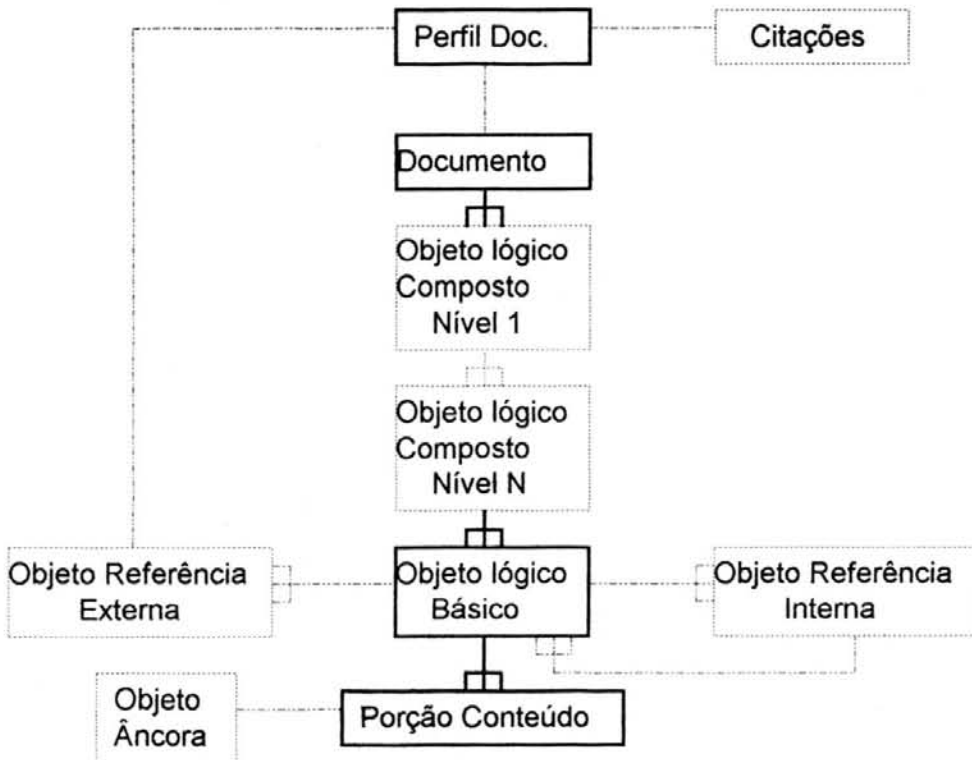 Perfil Doc.
Citações
Documento
Objeto lógico
Composto
Nível 1
Objeto lógico
Composto
Nível N
Objeto Referência
Externa
Objeto lógico
Básico
Objeto Referência
Interna
Objeto
Âncora
Porção Conteúdo